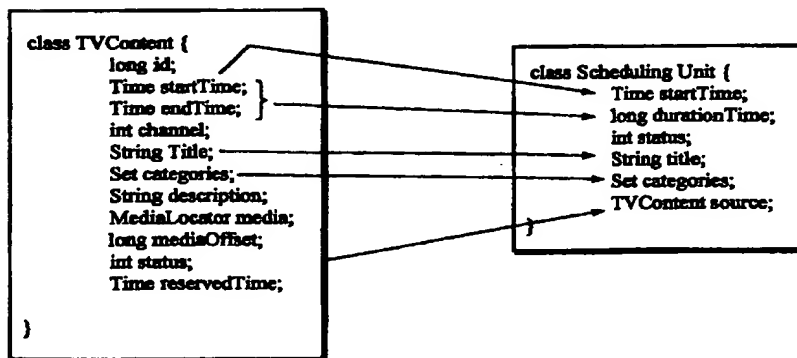 class TVContent {
long id;
Time startTime;
Time endTime;
int channel;
String Title;
Set categories;
String description;
MediaLocator media;
long mediaOffset;
int status;
Time reservedTime;
}
class Scheduling Unit {
Time startTime;
long durationTime;
int status;
String title;
Set categories;
TVContent source;
}